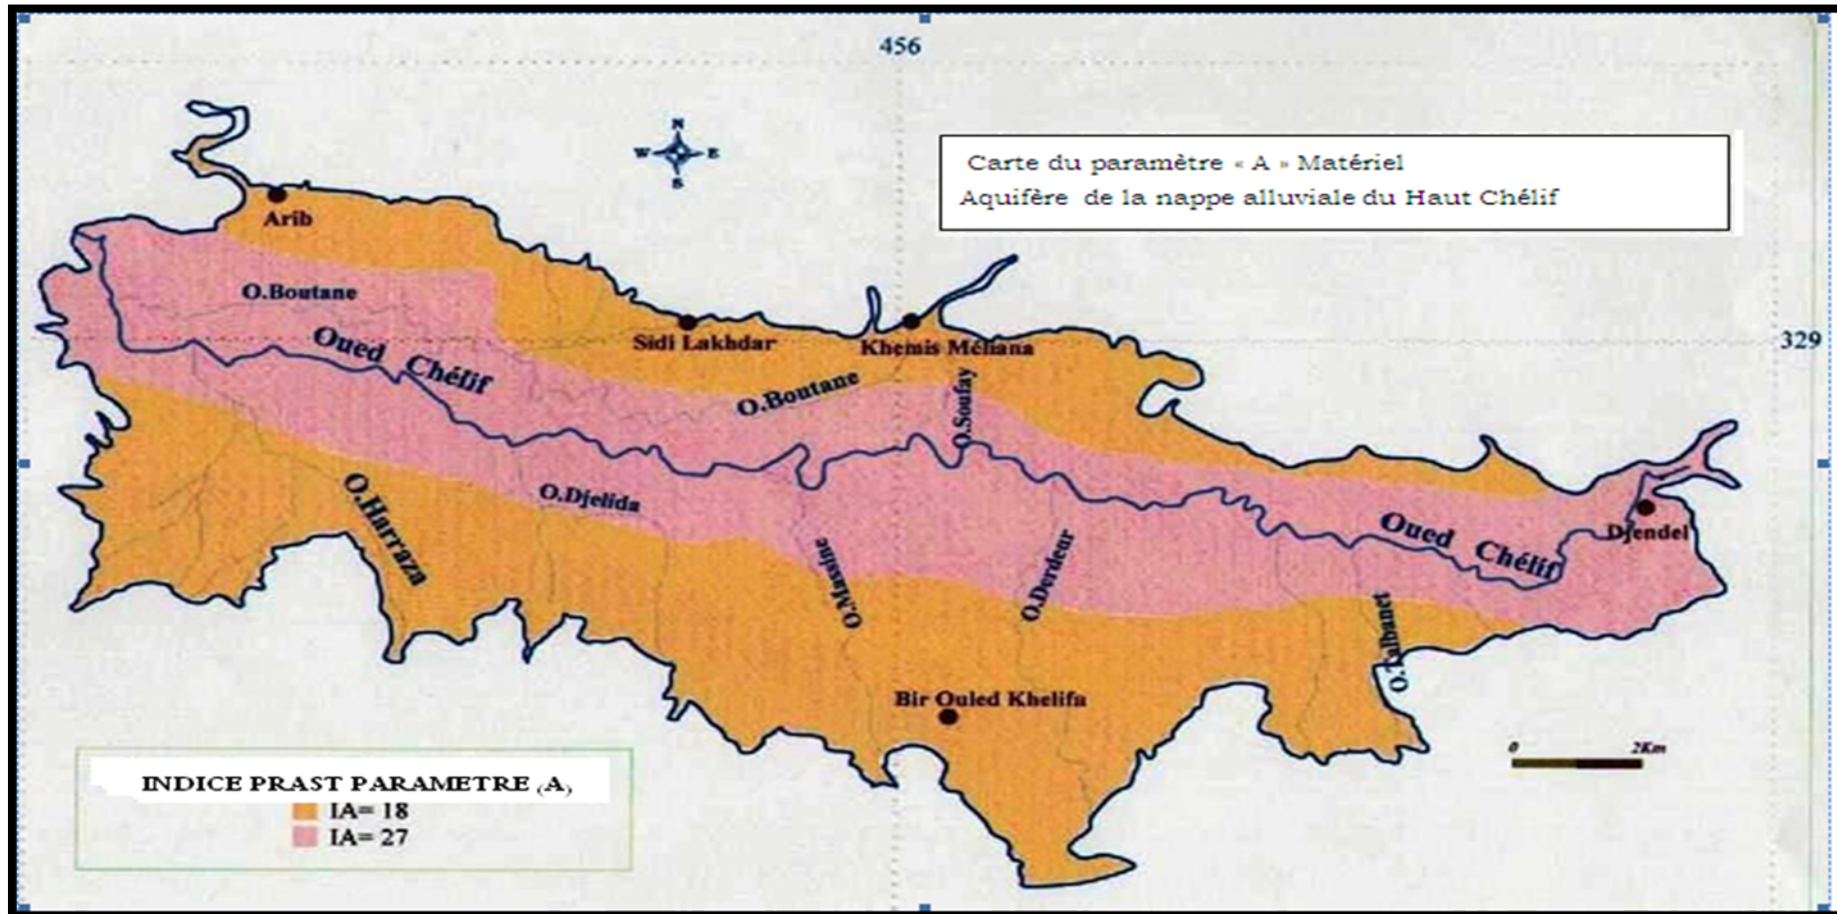 456
N
W E
S
Carte du paramètre « A » Matériel
Aquifère de la nappe alluviale du Haut Chélif
Arib
O.Boutane
Oued Chélif
Sidi Lakhdar
Khemis Méliana
329
O.Boutane
O.Soufay
O.Harraza
O.Djelida
O.Massine
O.Derdeur
Oued Chélif
Djendel
O.Talbanet
Bir Ouled Khelifa
0 2Km
INDICE PRAST PARAMETRE (A)
IA= 18
IA= 27